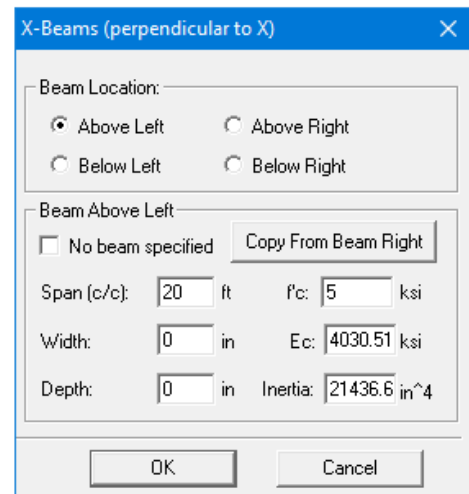 X-Beams (perpendicular to X)
Beam Location:
Above Left Above Right
Below Left Below Right
Beam Above Left
No beam specified Copy From Beam Right
Span (c/c): 20 ft f'c: 5 ksi
Width: 0 in Ec: 4030.51 ksi
Depth: 0 in Inertia: 21436.6 in^4
OK Cancel